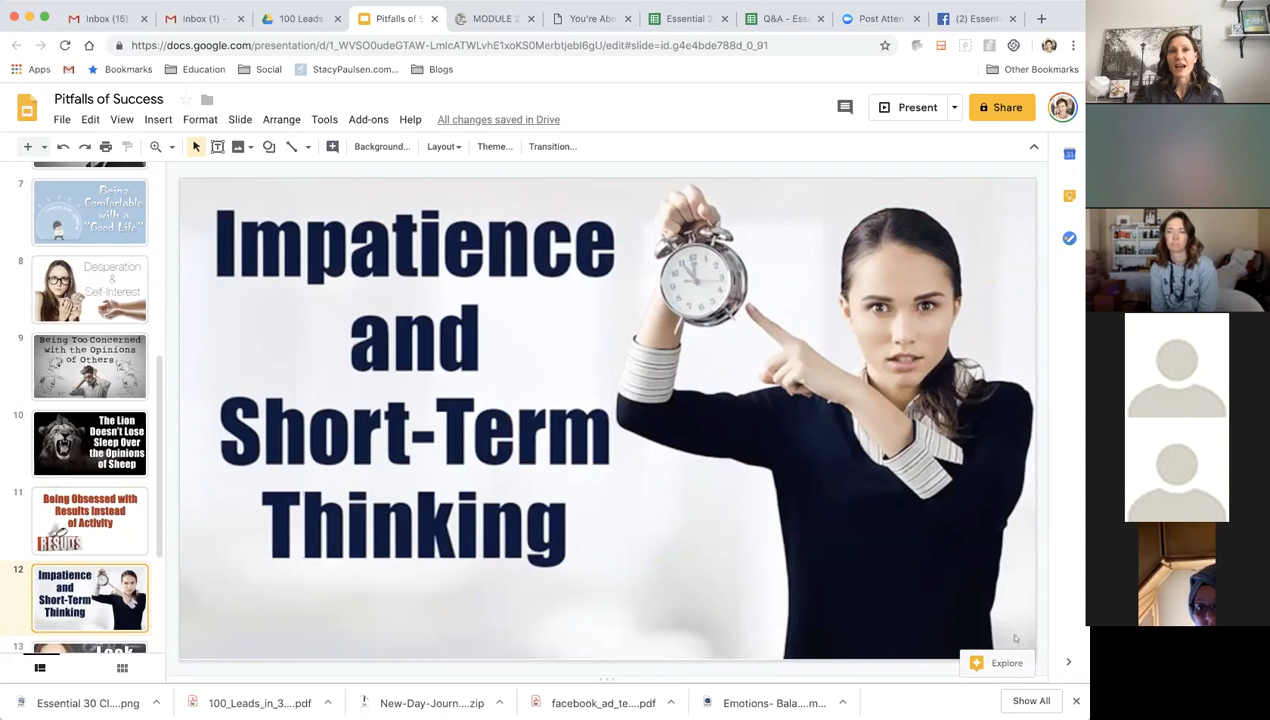 Inbox (16)
Inbox (1) -
100 Leads
Pitfalls of S
MODULE 2
You're Abo
Essential 3
Q&A - Ess
Post Atten
(2) Essent
https://docs.google.com/presentation/d/1_WVSO0udeGTAW-LmlcATWLvhE1xoKS0Merbtjebl6gU/edit#slide=id.g4e4bde788d_0_91
Apps
Bookmarks
Education
Social
StacyPaulsen.com...
Blogs
Other Bookmarks
Pitfalls of Success
Present
Share
File
Edit
View
Insert
Format
Slide
Arrange
Tools
Add-ons
Help
All changes saved in Drive
Background...
Layout
Theme...
Transition...
7
Being
Comfortable
with a
"Good Life"
8
Desperation
&
Self-Interest
9
Being Too Concerned
with the Opinions
of Others
10
The Lion
Doesn't Lose
Sleep Over
the Opinions
of Sheep
11
Being Obsessed with
Results Instead
of Activity
RESULTS
12
Impatience
and
Short-Term
Thinking
13
Look
Impatience
and
Short-Term
Thinking
31
Explore
Essential 30 Cl....png
100_Leads_in_3....pdf
New-Day-Journ....zip
facebook_ad_te....pdf
Emotions- Bala....m...
Show All